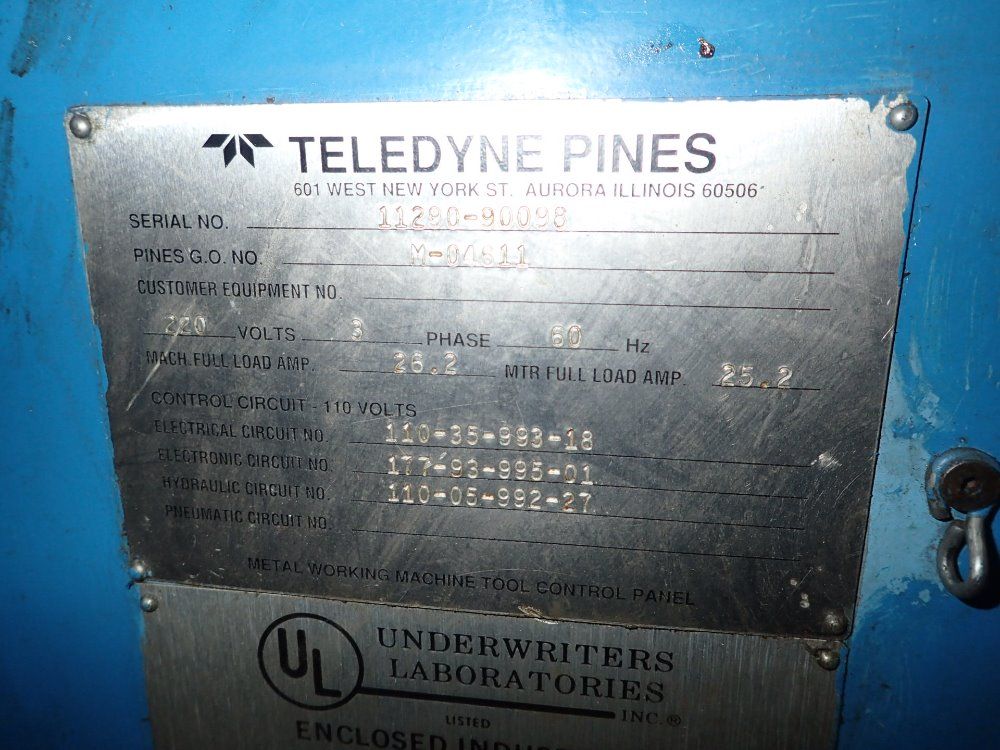 TELEDYNE PINES
601 WEST NEW YORK ST. AURORA ILLINOIS 60506
SERIAL NO. 11290-90098
PINES G.O. NO. M-04611
CUSTOMER EQUIPMENT NO.
220 VOLTS 3 PHASE 60 Hz
MACH. FULL LOAD AMP. 26.2 MTR FULL LOAD AMP. 25.2
CONTROL CIRCUIT - 110 VOLTS
ELECTRICAL CIRCUIT NO. 110-35-993-18
ELECTRONIC CIRCUIT NO. 177-93-995-01
HYDRAULIC CIRCUIT NO. 110-05-992-27
PNEUMATIC CIRCUIT NO.
METAL WORKING MACHINE TOOL CONTROL PANEL
UL UNDERWRITERS
LABORATORIES
INC.®
LISTED
ENCLOSED